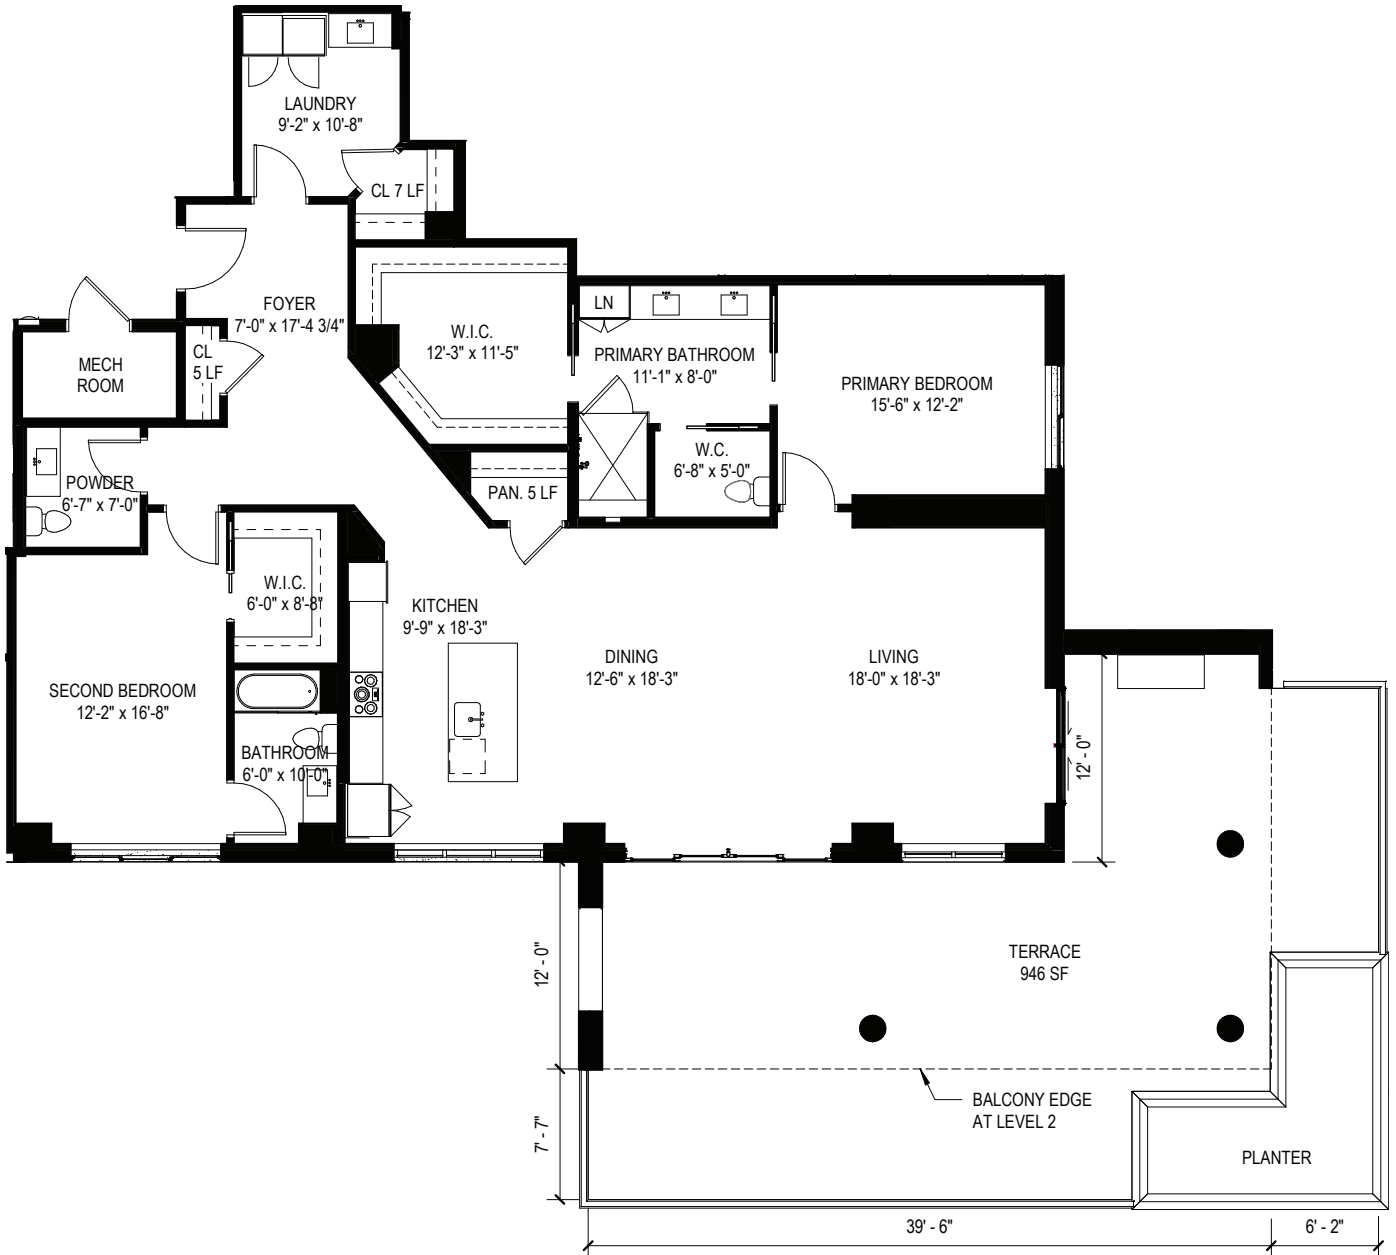 LAUNDRY
9'-2" x 10'-8"
CL 7 LF
FOYER
7'-0" x 17'-4 3/4"
LN
W.I.C.
12'-3" x 11'-5"
PRIMARY BATHROOM
11'-1" x 8'-0"
CL
5 LF
MECH
ROOM
PRIMARY BEDROOM
15'-6" x 12'-2"
W.C.
6'-8" x 5'-0"
POWDER
6'-7" x 7'-0"
PAN. 5 LF
W.I.C.
6'-0" x 8'-8"
KITCHEN
9'-9" x 18'-3"
DINING
12'-6" x 18'-3"
LIVING
18'-0" x 18'-3"
SECOND BEDROOM
12'-2" x 16'-8"
BATHROOM
6'-0" x 10'-0"
12' - 0"
TERRACE
946 SF
12' - 0"
BALCONY EDGE
AT LEVEL 2
7' - 7"
PLANTER
39' - 6"
6' - 2"